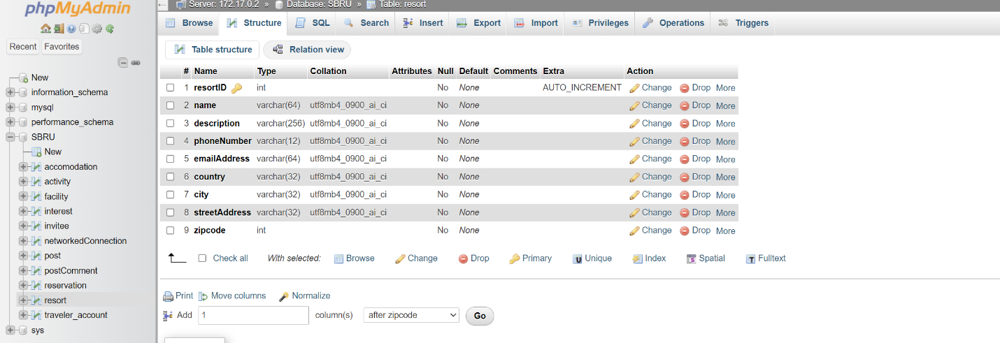 phpMyAdmin
Recent Favorites
New
information_schema
mysql
performance_schema
SBRU
New
accomodation
activity
facility
interest
invitee
networkedConnection
post
postComment
reservation
resort
traveler_account
sys
Server: 172.17.0.2 » Database: SBRU » Table: resort
Browse Structure SQL Search Insert Export Import Privileges Operations Triggers
Table structure Relation view
# Name Type Collation Attributes Null Default Comments Extra Action
1 resortID int No None AUTO_INCREMENT Change Drop More
2 name varchar(64) utf8mb4_0900_ai_ci No None Change Drop More
3 description varchar(256) utf8mb4_0900_ai_ci No None Change Drop More
4 phoneNumber varchar(12) utf8mb4_0900_ai_ci No None Change Drop More
5 emailAddress varchar(64) utf8mb4_0900_ai_ci No None Change Drop More
6 country varchar(32) utf8mb4_0900_ai_ci No None Change Drop More
7 city varchar(32) utf8mb4_0900_ai_ci No None Change Drop More
8 streetAddress varchar(32) utf8mb4_0900_ai_ci No None Change Drop More
9 zipcode int No None Change Drop More
Check all With selected: Browse Change Drop Primary Unique Index Spatial Fulltext
Print Move columns Normalize
Add 1 column(s) after zipcode Go